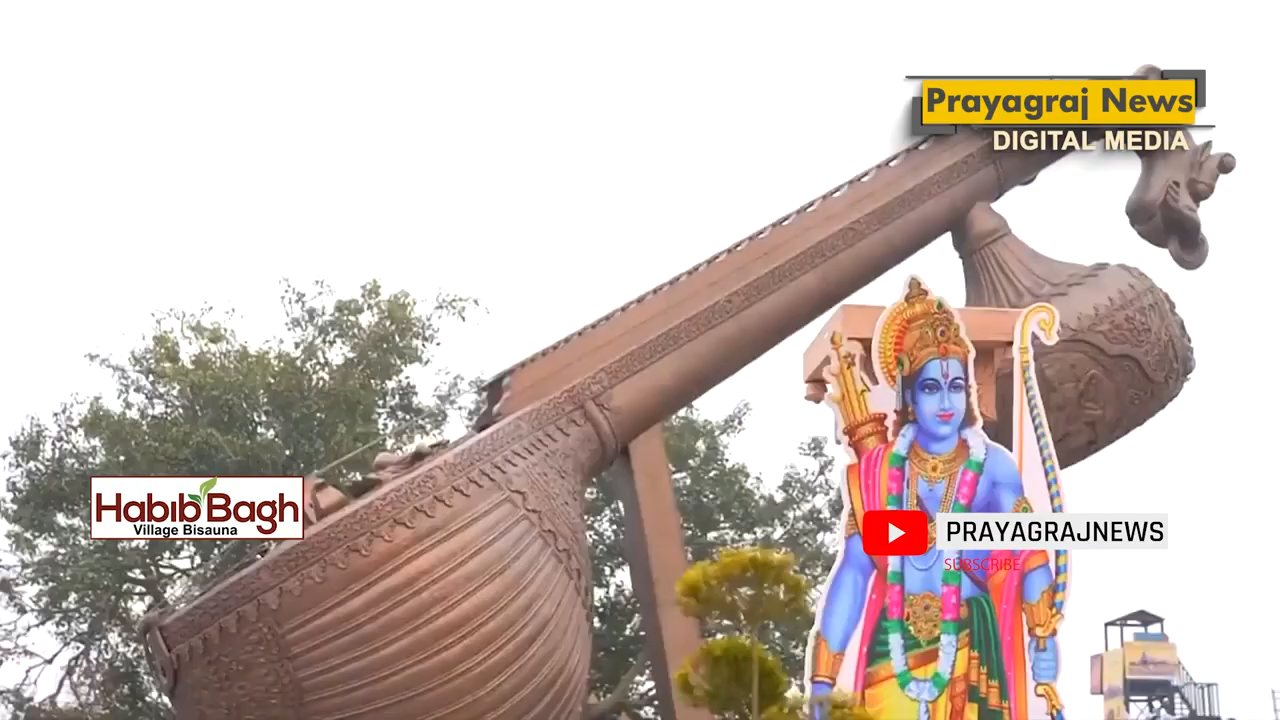 Prayagraj News
DIGITAL MEDIA
Habib Bagh
Village Bisauna
PRAYAGRAJNEWS
SUBSCRIBE